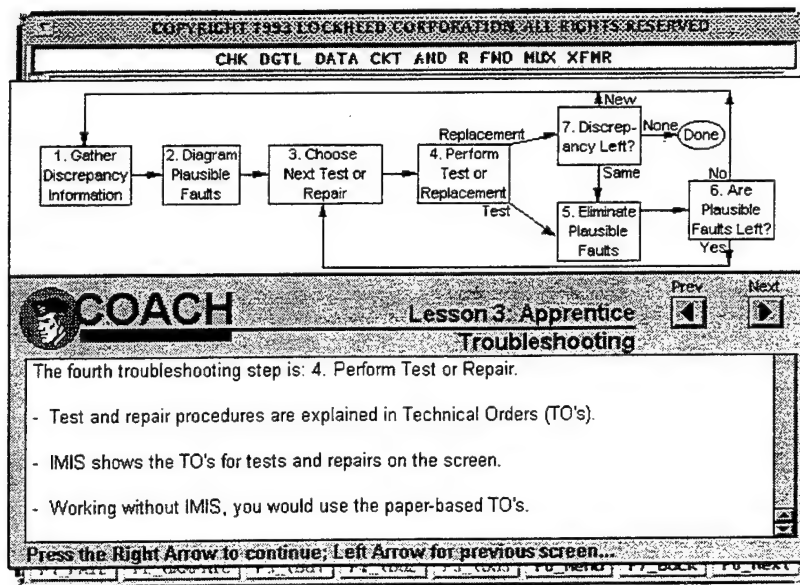 COPYRIGHT 1993 LOCKHEED CORPORATION. ALL RIGHTS RESERVED
CHK DGTL DATA CKT AND R FND MUX XFMR
1. Gather
Discrepancy
Information
2. Diagram
Plausible
Faults
3. Choose
Next Test or
Repair
4. Perform
Test or
Replacement
Replacement
Test
New
7. Discrep-
ancy Left?
None
Done
Same
5. Eliminate
Plausible
Faults
No
6. Are
Plausible
Faults Left?
Yes
COACH
Lesson 3: Apprentice
Troubleshooting
Prev
Next
The fourth troubleshooting step is: 4. Perform Test or Repair.
- Test and repair procedures are explained in Technical Orders (TO's).
- IMIS shows the TO's for tests and repairs on the screen.
- Working without IMIS, you would use the paper-based TO's.
Press the Right Arrow to continue; Left Arrow for previous screen...